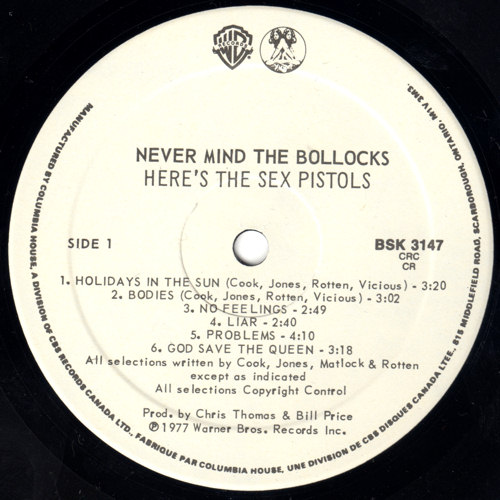 RECORDS
NEVER MIND THE BOLLOCKS
HERE'S THE SEX PISTOLS
SIDE 1
BSK 3147
CRC
CR
1. HOLIDAYS IN THE SUN (Cook, Jones, Rotten, Vicious) - 3:20
2. BODIES (Cook, Jones, Rotten, Vicious) - 3:02
3. NO FEELINGS - 2:49
4. LIAR - 2:40
5. PROBLEMS - 4:10
6. GOD SAVE THE QUEEN - 3:18
All selections written by Cook, Jones, Matlock & Rotten
except as indicated
All selections Copyright Control
Prod. by Chris Thomas & Bill Price
℗ 1977 Warner Bros. Records Inc.
MANUFACTURED BY COLUMBIA HOUSE, A DIVISION OF CBS RECORDS CANADA LTD., FABRIQUE PAR COLUMBIA HOUSE, UNE DIVISION DE CBS DISQUES CANADA LTEE. 815 MIDDLEFIELD ROAD, SCARBOROUGH, ONTARIO, M1V 2M3.